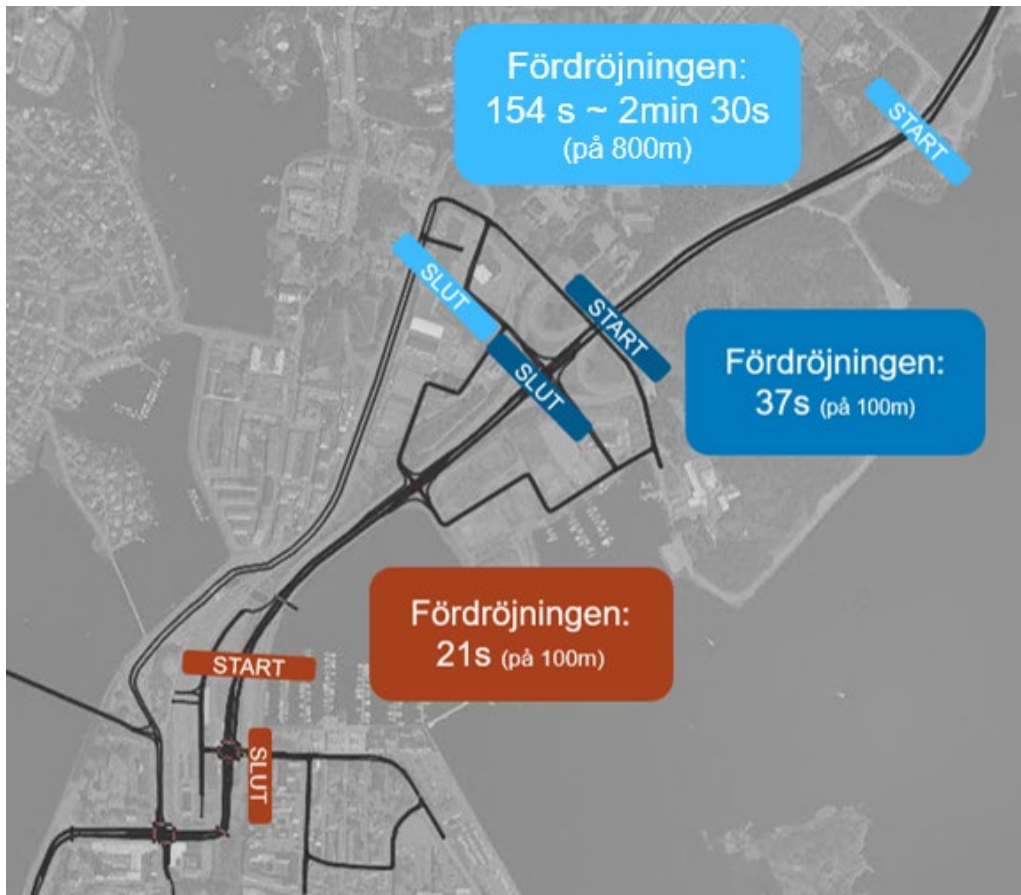 Fördröjningen:
154 s ~ 2min 30s
(på 800m)
START
SLUT
START
SLUT
Fördröjningen:
37s (på 100m)
Fördröjningen:
21s (på 100m)
START
SLUT